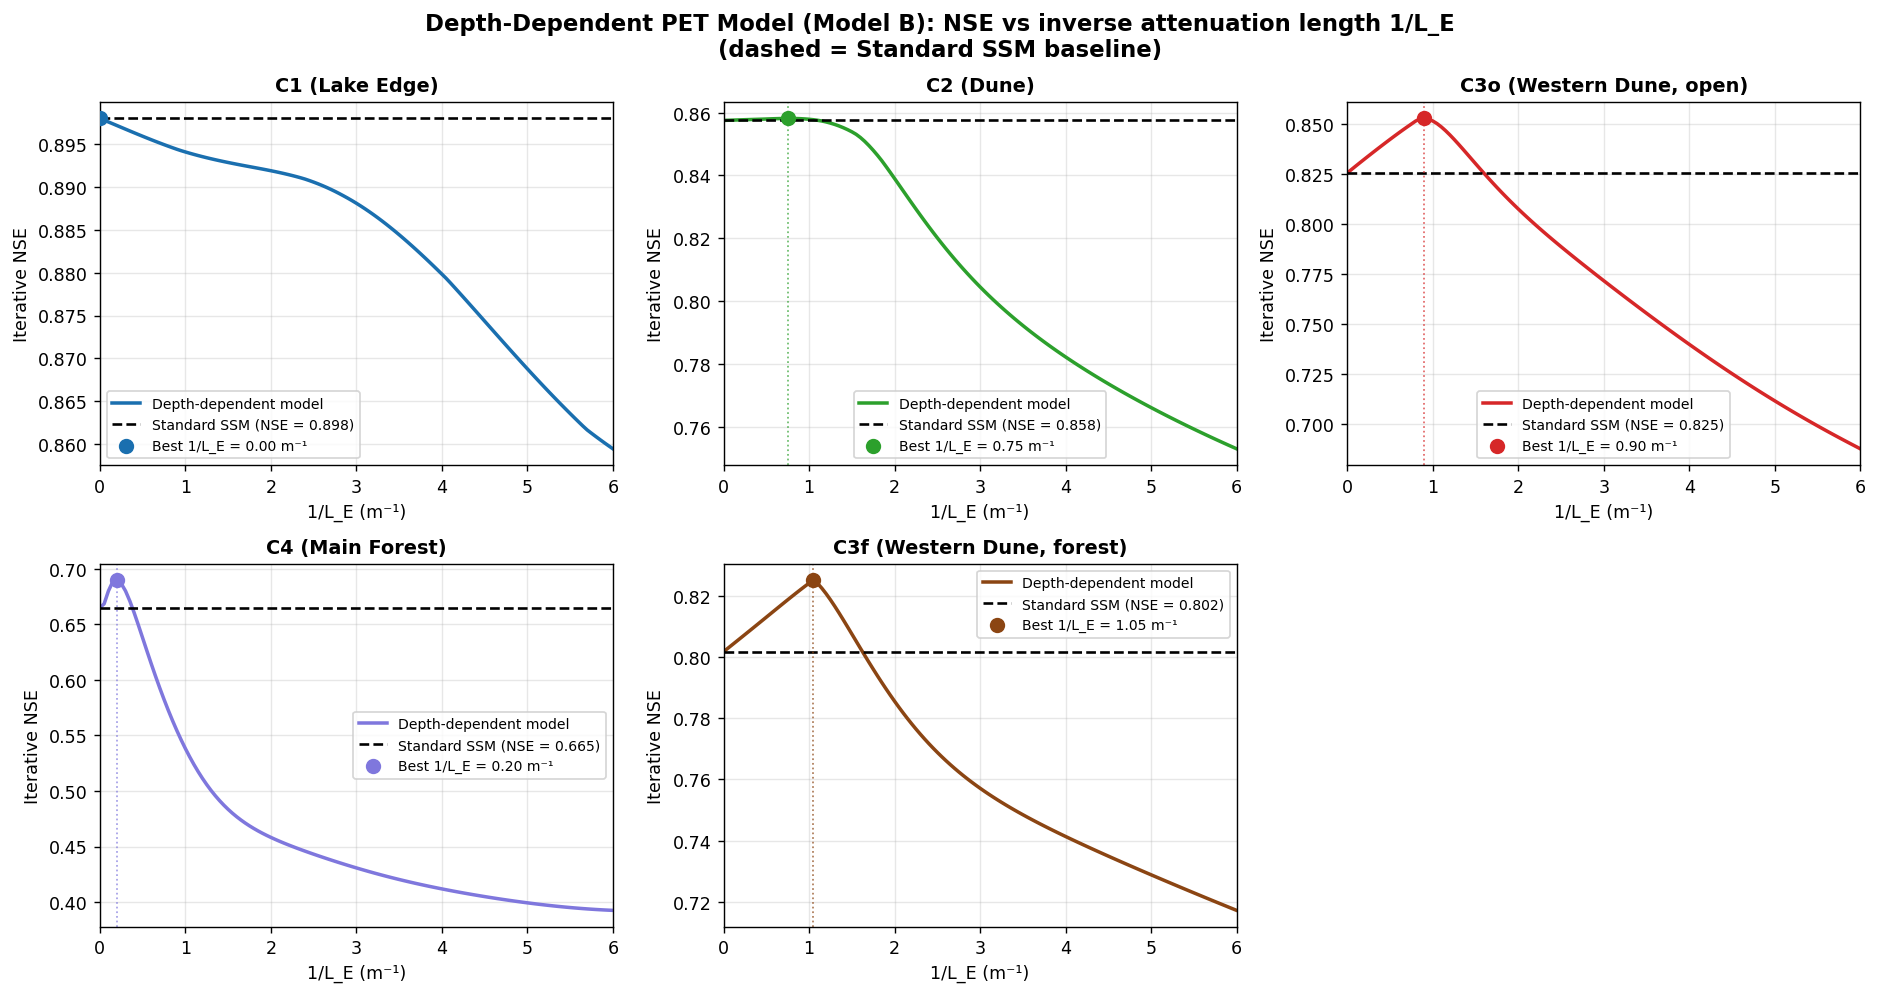 Depth-Dependent PET Model (Model B): NSE vs inverse attenuation length 1/L_E
(dashed = Standard SSM baseline)
C1 (Lake Edge)
Iterative NSE
0.895
0.890
0.885
0.880
0.875
0.870
0.865
0.860
Depth-dependent model
Standard SSM (NSE = 0.898)
Best 1/L_E = 0.00 m⁻¹
0 1 2 3 4 5 6
1/L_E (m⁻¹)
C2 (Dune)
Iterative NSE
0.86
0.84
0.82
0.80
0.78
0.76
Depth-dependent model
Standard SSM (NSE = 0.858)
Best 1/L_E = 0.75 m⁻¹
0 1 2 3 4 5 6
1/L_E (m⁻¹)
C3o (Western Dune, open)
Iterative NSE
0.850
0.825
0.800
0.775
0.750
0.725
0.700
Depth-dependent model
Standard SSM (NSE = 0.825)
Best 1/L_E = 0.90 m⁻¹
0 1 2 3 4 5 6
1/L_E (m⁻¹)
C4 (Main Forest)
Iterative NSE
0.70
0.65
0.60
0.55
0.50
0.45
0.40
Depth-dependent model
Standard SSM (NSE = 0.665)
Best 1/L_E = 0.20 m⁻¹
0 1 2 3 4 5 6
1/L_E (m⁻¹)
C3f (Western Dune, forest)
Iterative NSE
0.82
0.80
0.78
0.76
0.74
0.72
Depth-dependent model
Standard SSM (NSE = 0.802)
Best 1/L_E = 1.05 m⁻¹
0 1 2 3 4 5 6
1/L_E (m⁻¹)